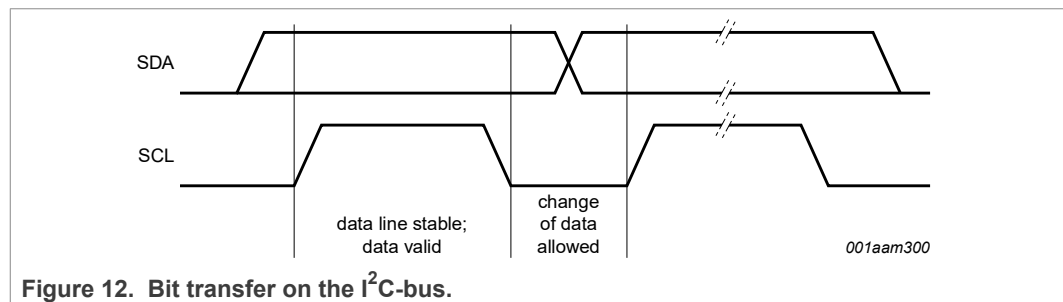 SDA
SCL
data line stable;
data valid
change
of data
allowed
001aam300
Figure 12. Bit transfer on the I²C-bus.